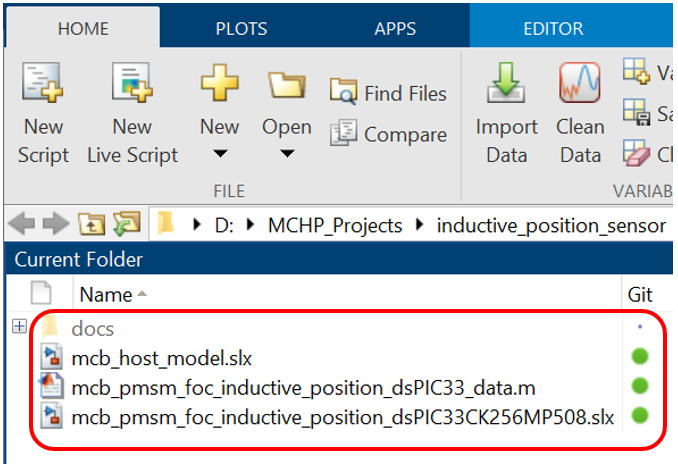 HOME PLOTS APPS EDITOR
New Script
New Live Script
New
Open
Find Files
Compare
Import Data
Clean Data
Va
Sa
Cl
FILE VARIABLE
D: MCHP_Projects inductive_position_sensor
Current Folder
Name Git
docs
mcb_host_model.slx
mcb_pmsm_foc_inductive_position_dsPIC33_data.m
mcb_pmsm_foc_inductive_position_dsPIC33CK256MP508.slx